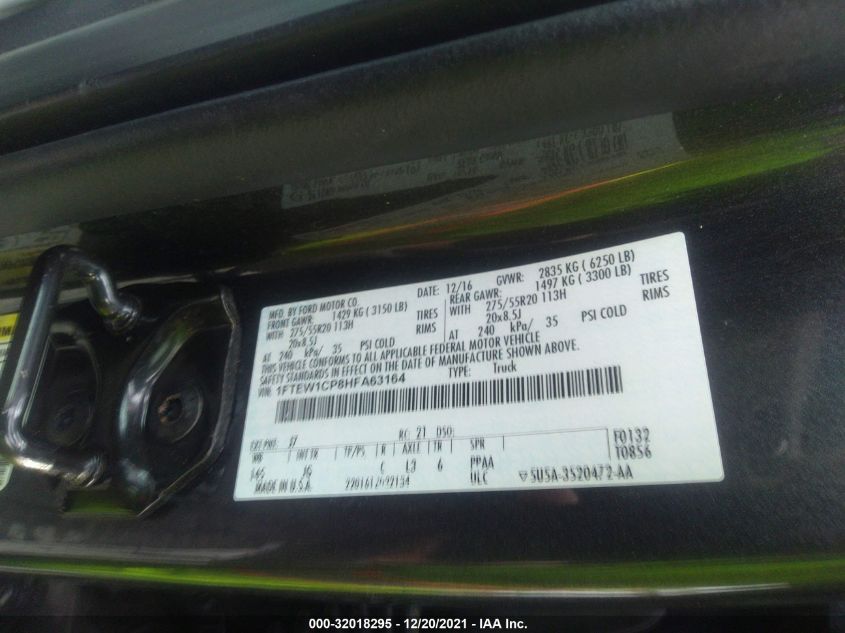 MFD. BY FORD MOTOR CO.
DATE: 12/16
GVWR: 2835 KG ( 6250 LB)
FRONT GAWR: 1429 KG ( 3150 LB)
REAR GAWR: 1497 KG ( 3300 LB)
WITH 275/55R20 113H TIRES
WITH 275/55R20 113H TIRES
20x8.5J RIMS
20x8.5J RIMS
AT 240 kPa/ 35 PSI COLD
AT 240 kPa/ 35 PSI COLD
THIS VEHICLE CONFORMS TO ALL APPLICABLE FEDERAL MOTOR VEHICLE
SAFETY STANDARDS IN EFFECT ON THE DATE OF MANUFACTURE SHOWN ABOVE.
VIN: 1FTEW1CP8HFA63164
TYPE: Truck
F0132
T0856
EXT PNT:
RC: 21 DSO:
WB INT TR TP/PS R AXLE TR SPR
145 JG L3 6 PPAA
MADE IN U.S.A.
ULC
5U5A-3520472-AA
000-32018295 - 12/20/2021 - IAA Inc.